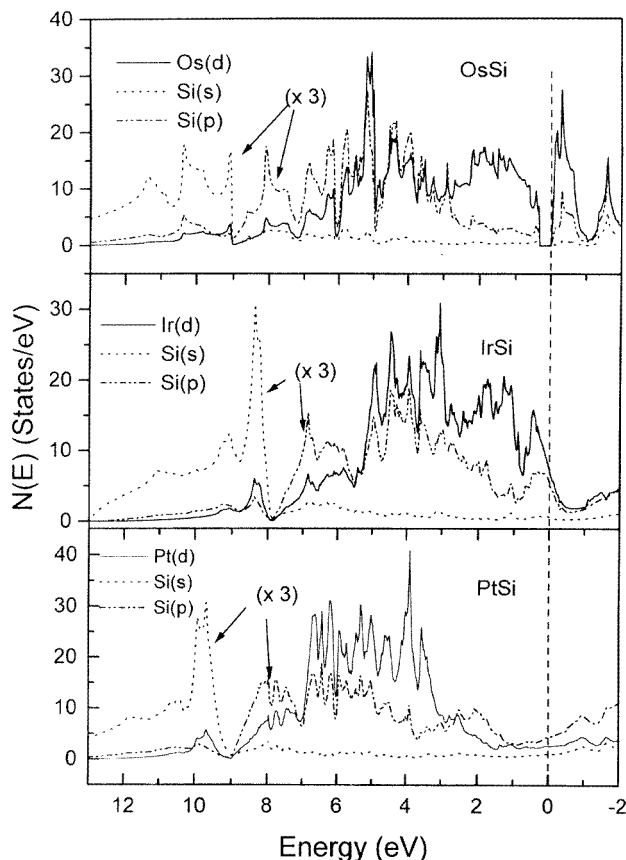 40
30
20
10
0
Os(d)
Si(s)
Si(p)
(x 3)
OsSi
30
20
10
0
Ir(d)
Si(s)
Si(p)
(x 3)
IrSi
40
30
20
10
0
Pt(d)
Si(s)
Si(p)
(x 3)
PtSi
N(E) (States/eV)
12 10 8 6 4 2 0 -2
Energy (eV)